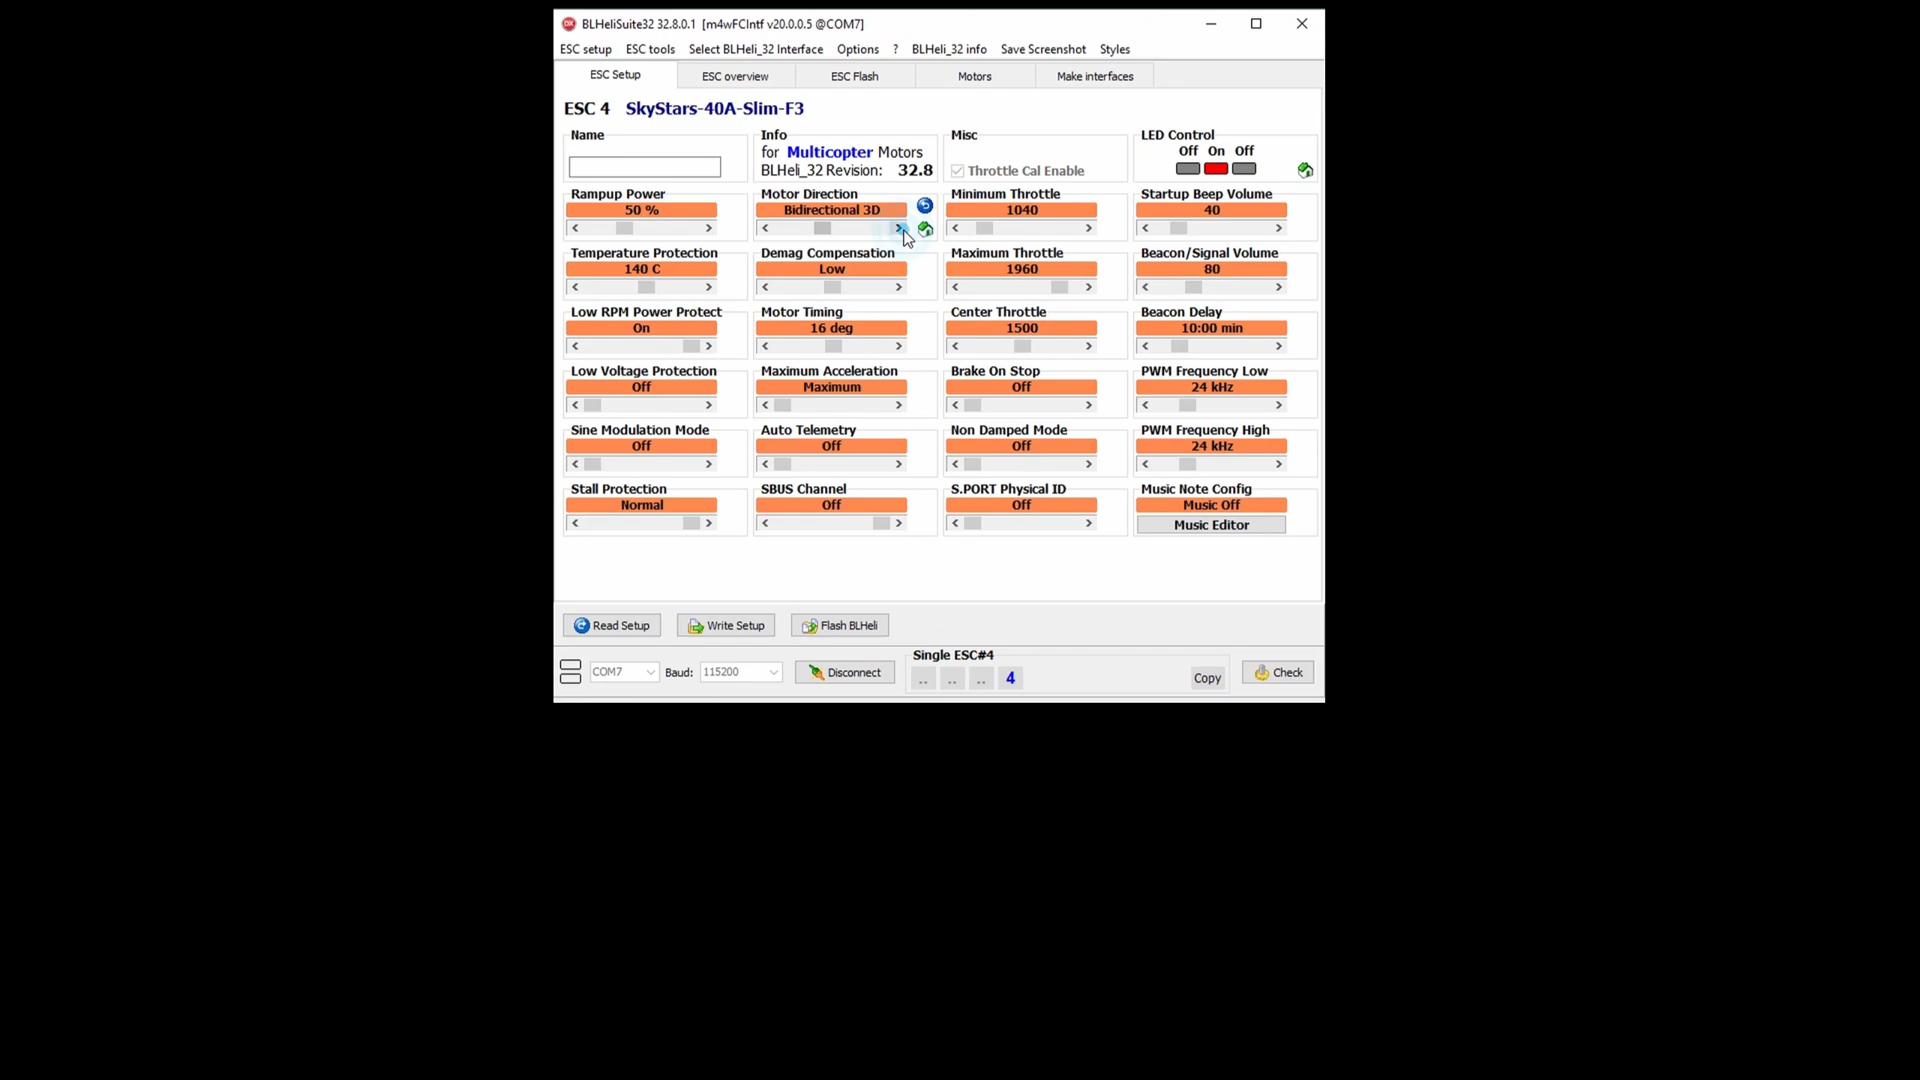 BLHeliSuite32 32.8.0.1 [m4wFCIntf v20.0.0.5 @COM7]
ESC setup ESC tools Select BLHeli_32 Interface Options ? BLHeli_32 info Save Screenshot Styles
ESC Setup ESC overview ESC Flash Motors Make interfaces
ESC 4 SkyStars-40A-Slim-F3
Name Info Misc LED Control
for Multicopter Motors Off On Off
BLHeli_32 Revision: 32.8 Throttle Cal Enable
Rampup Power Motor Direction Minimum Throttle Startup Beep Volume
50 % Bidirectional 3D 1040 40
Temperature Protection Demag Compensation Maximum Throttle Beacon/Signal Volume
140 C Low 1960 80
Low RPM Power Protect Motor Timing Center Throttle Beacon Delay
On 16 deg 1500 10:00 min
Low Voltage Protection Maximum Acceleration Brake On Stop PWM Frequency Low
Off Maximum Off 24 kHz
Sine Modulation Mode Auto Telemetry Non Damped Mode PWM Frequency High
Off Off Off 24 kHz
Stall Protection SBUS Channel S.PORT Physical ID Music Note Config
Normal Off Off Music Off
Music Editor
Read Setup Write Setup Flash BLHeli
Single ESC#4
COM7 Baud: 115200 Disconnect .. .. .. 4 Copy Check